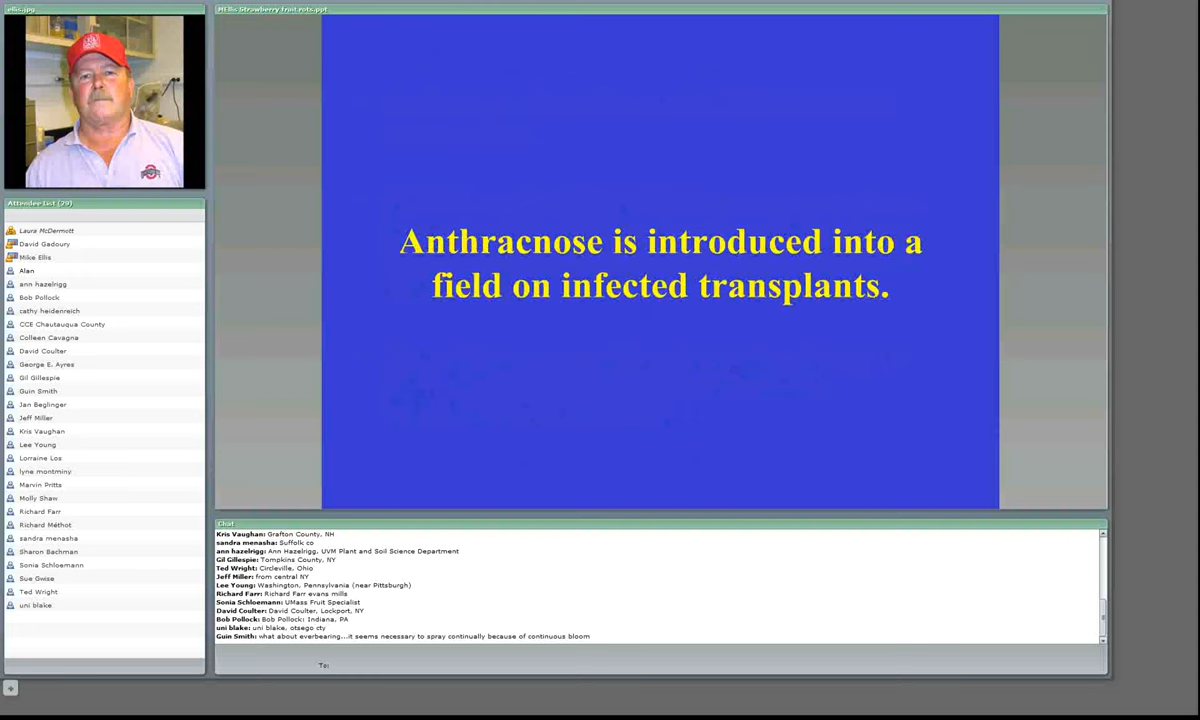 ellis.jpg
MEllis Strawberry fruit rots.ppt
Anthracnose is introduced into a
field on infected transplants.
Attendee List (29)
Laura McDermott
David Gadoury
Mike Ellis
Alan
ann hazelrigg
Bob Pollock
cathy heidenreich
CCE Chautauqua County
Colleen Cavagna
David Coulter
George E. Ayres
Gil Gillespie
Guin Smith
Jan Beglinger
Jeff Miller
Kris Vaughan
Lee Young
Lorraine Los
lyne montminy
Marvin Pritts
Molly Shaw
Richard Farr
Richard Méthot
sandra menasha
Sharon Bachman
Sonia Schloemann
Sue Gwise
Ted Wright
uni blake
Chat
Kris Vaughan: Grafton County, NH
sandra menasha: Suffolk co
ann hazelrigg: Ann Hazelrigg, UVM Plant and Soil Science Department
Gil Gillespie: Tompkins County, NY
Ted Wright: Circleville, Ohio
Jeff Miller: from central NY
Lee Young: Washington, Pennsylvania (near Pittsburgh)
Richard Farr: Richard Farr evans mills
Sonia Schloemann: UMass Fruit Specialist
David Coulter: David Coulter, Lockport, NY
Bob Pollock: Bob Pollock: Indiana, PA
uni blake: uni blake, otsego cty
Guin Smith: what about everbearing...it seems necessary to spray continually because of continuous bloom
To: